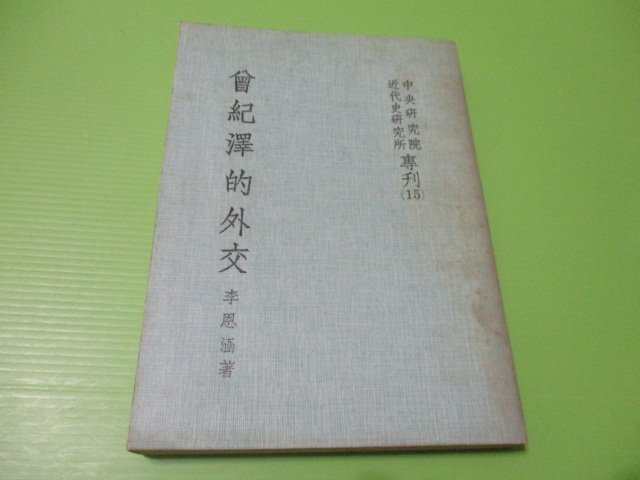 中央研究院
近代史研究所
專刊(15)
曾紀澤的外交
李恩涵著